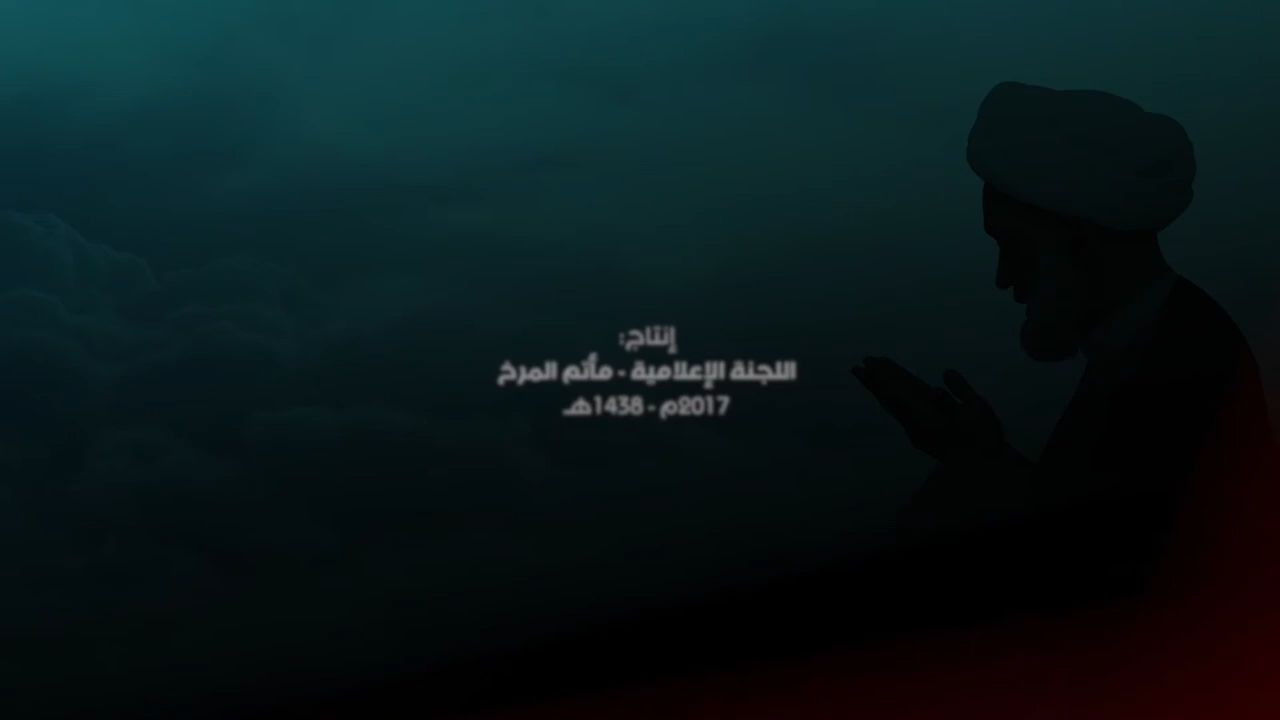 إنتاج:
اللجنة الإعلامية - مأتم المرخ
2017م - 1438هـ